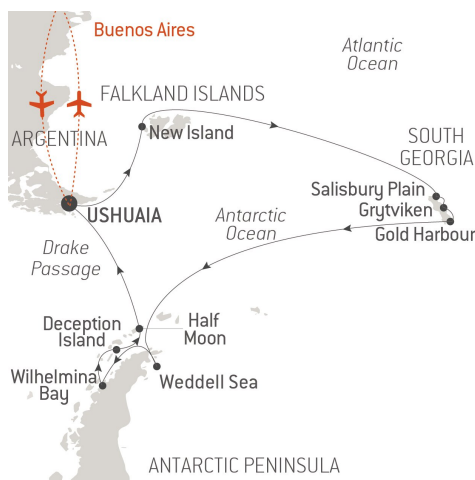 Buenos Aires
Atlantic
Ocean
FALKLAND ISLANDS
ARGENTINA
New Island
SOUTH
GEORGIA
Salisbury Plain
Grytviken
Gold Harbour
USHUAIA
Antarctic
Ocean
Drake
Passage
Deception
Island
Half
Moon
Wilhelmina
Bay
Weddell Sea
ANTARCTIC PENINSULA